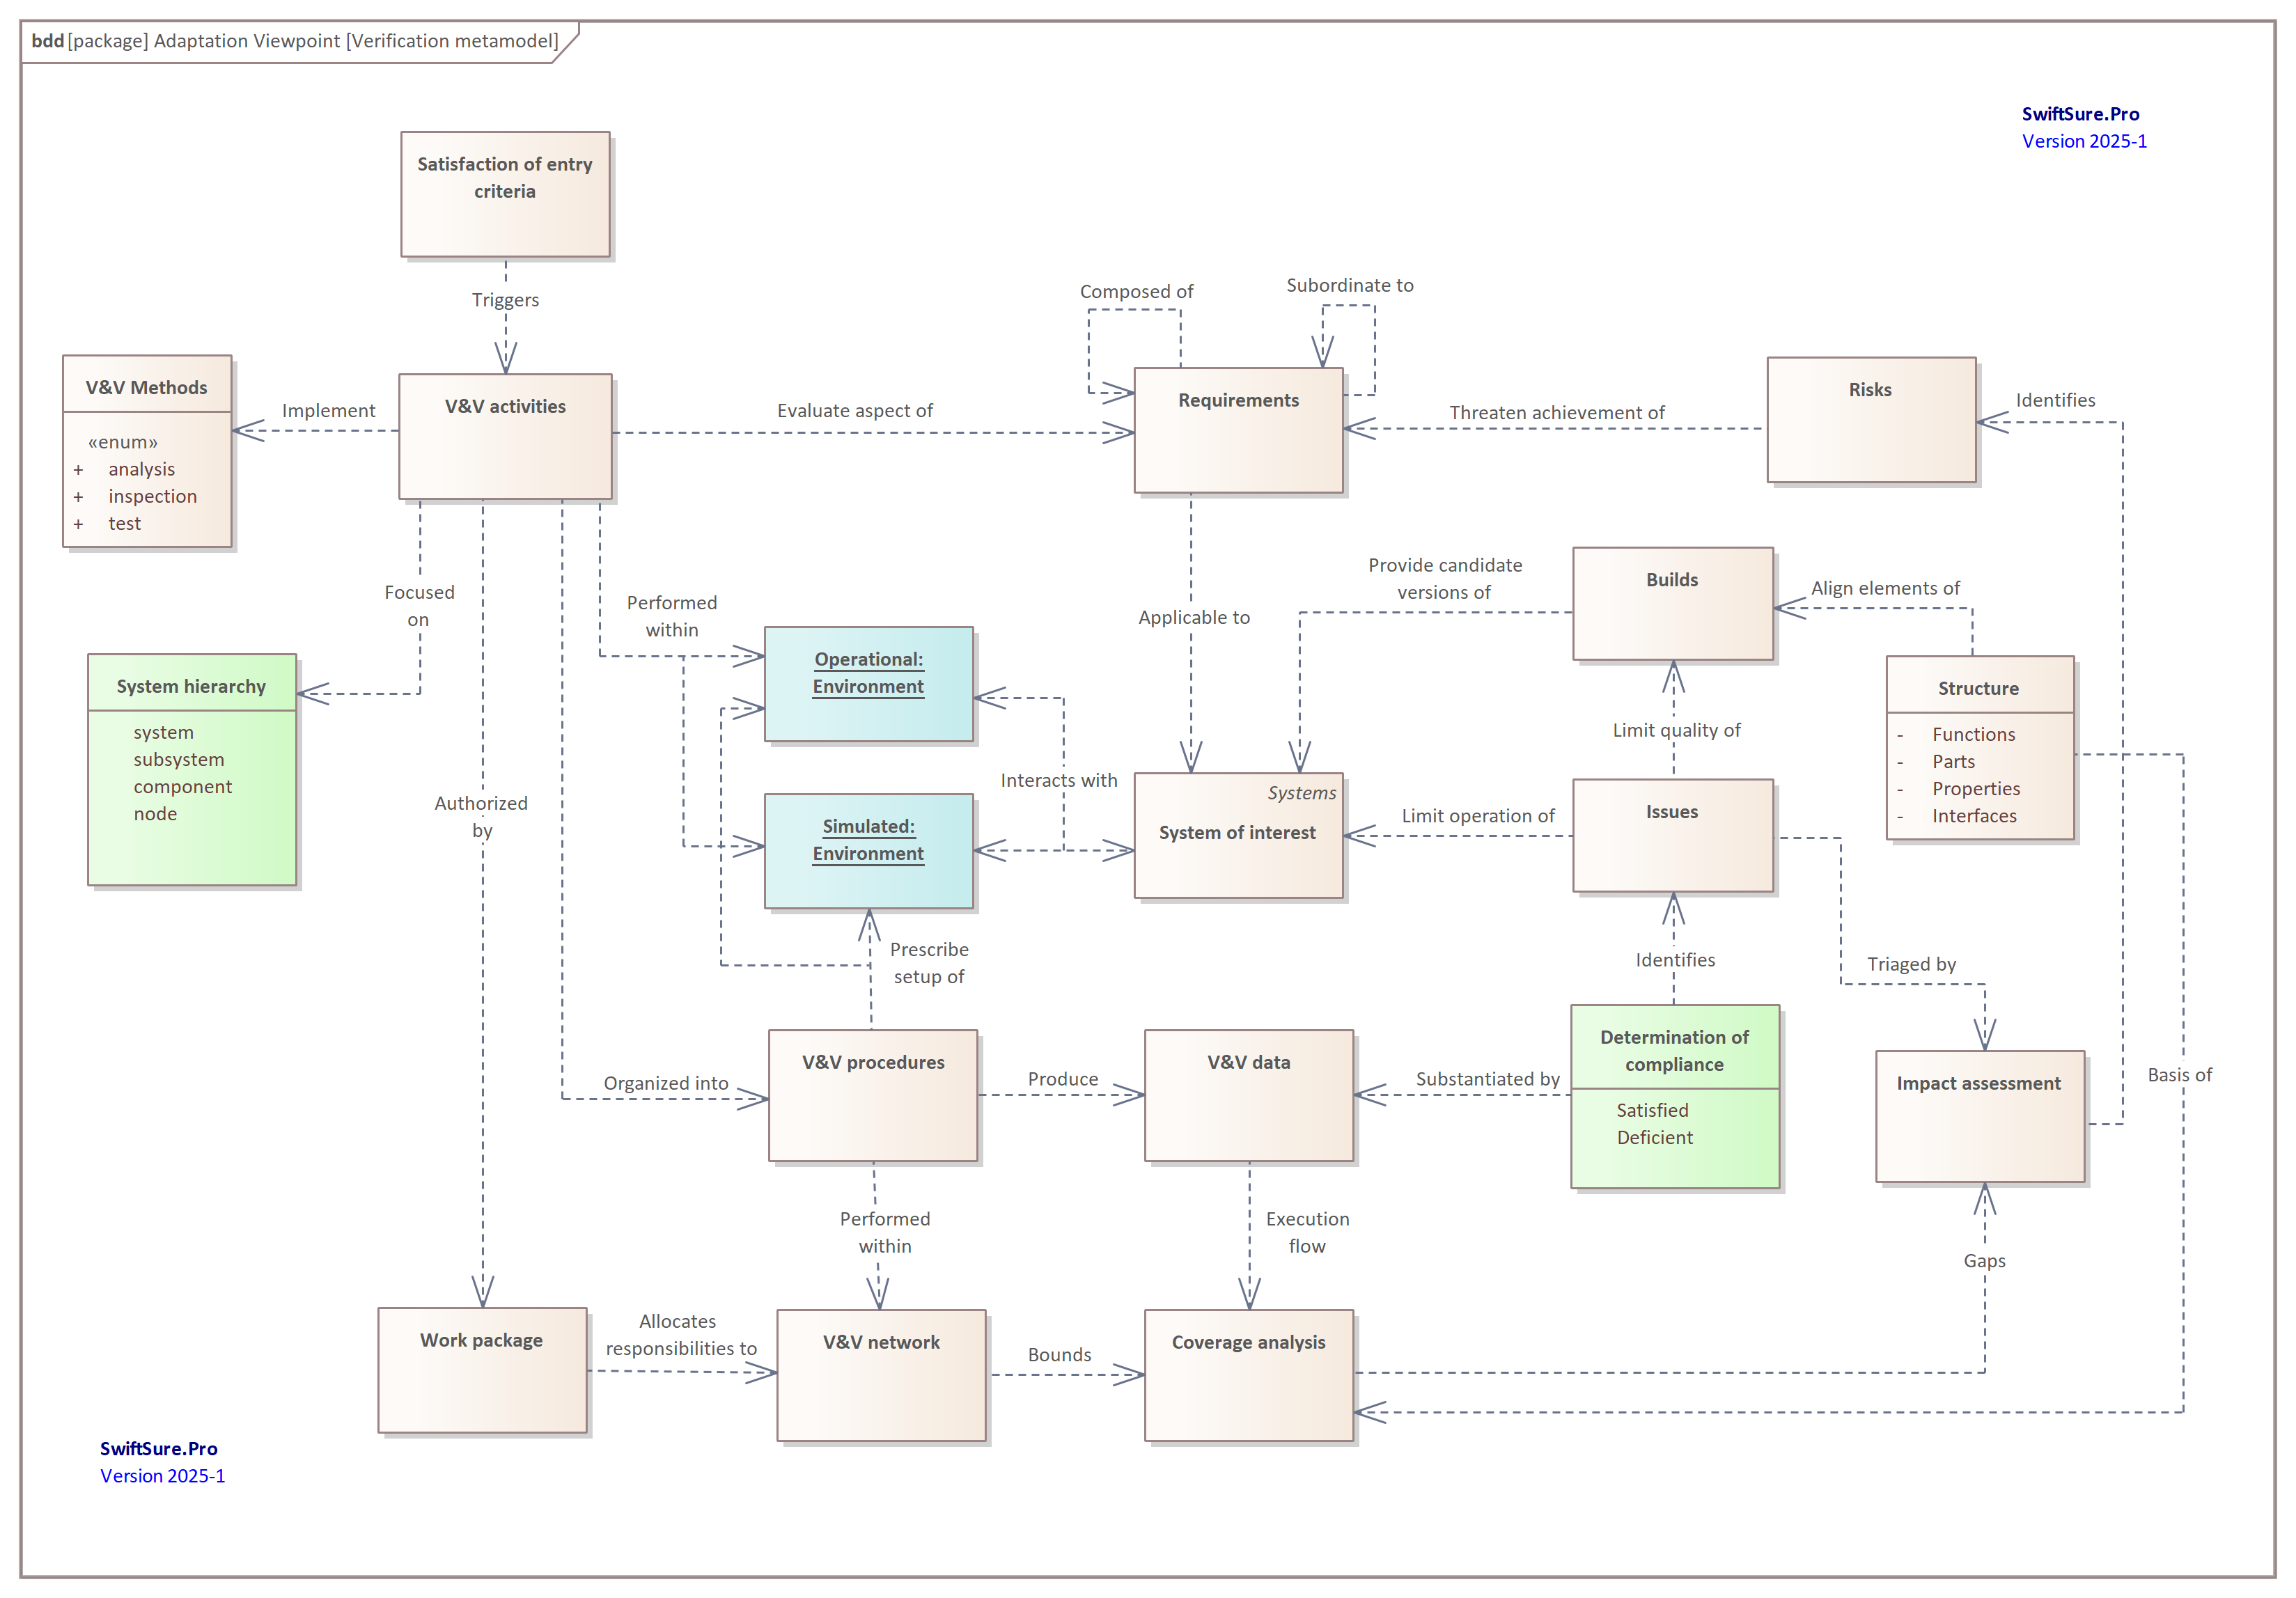 bdd [package] Adaptation Viewpoint [Verification metamodel]
SwiftSure.Pro
Version 2025-1
Satisfaction of entry
criteria
Triggers
Composed of
Subordinate to
V&V Methods
«enum»
+ analysis
+ inspection
+ test
Implement
V&V activities
Evaluate aspect of
Requirements
Threaten achievement of
Risks
Identifies
Focused
on
Performed
within
Applicable to
Provide candidate
versions of
Builds
Align elements of
System hierarchy
system
subsystem
component
node
Operational:
Environment
Structure
- Functions
- Parts
- Properties
- Interfaces
Limit quality of
Authorized
by
Simulated:
Environment
Interacts with
Systems
System of interest
Limit operation of
Issues
Prescribe
setup of
Identifies
Triaged by
Organized into
V&V procedures
Produce
V&V data
Substantiated by
Determination of
compliance
Satisfied
Deficient
Impact assessment
Basis of
Performed
within
Execution
flow
Gaps
Work package
Allocates
responsibilities to
V&V network
Bounds
Coverage analysis
SwiftSure.Pro
Version 2025-1